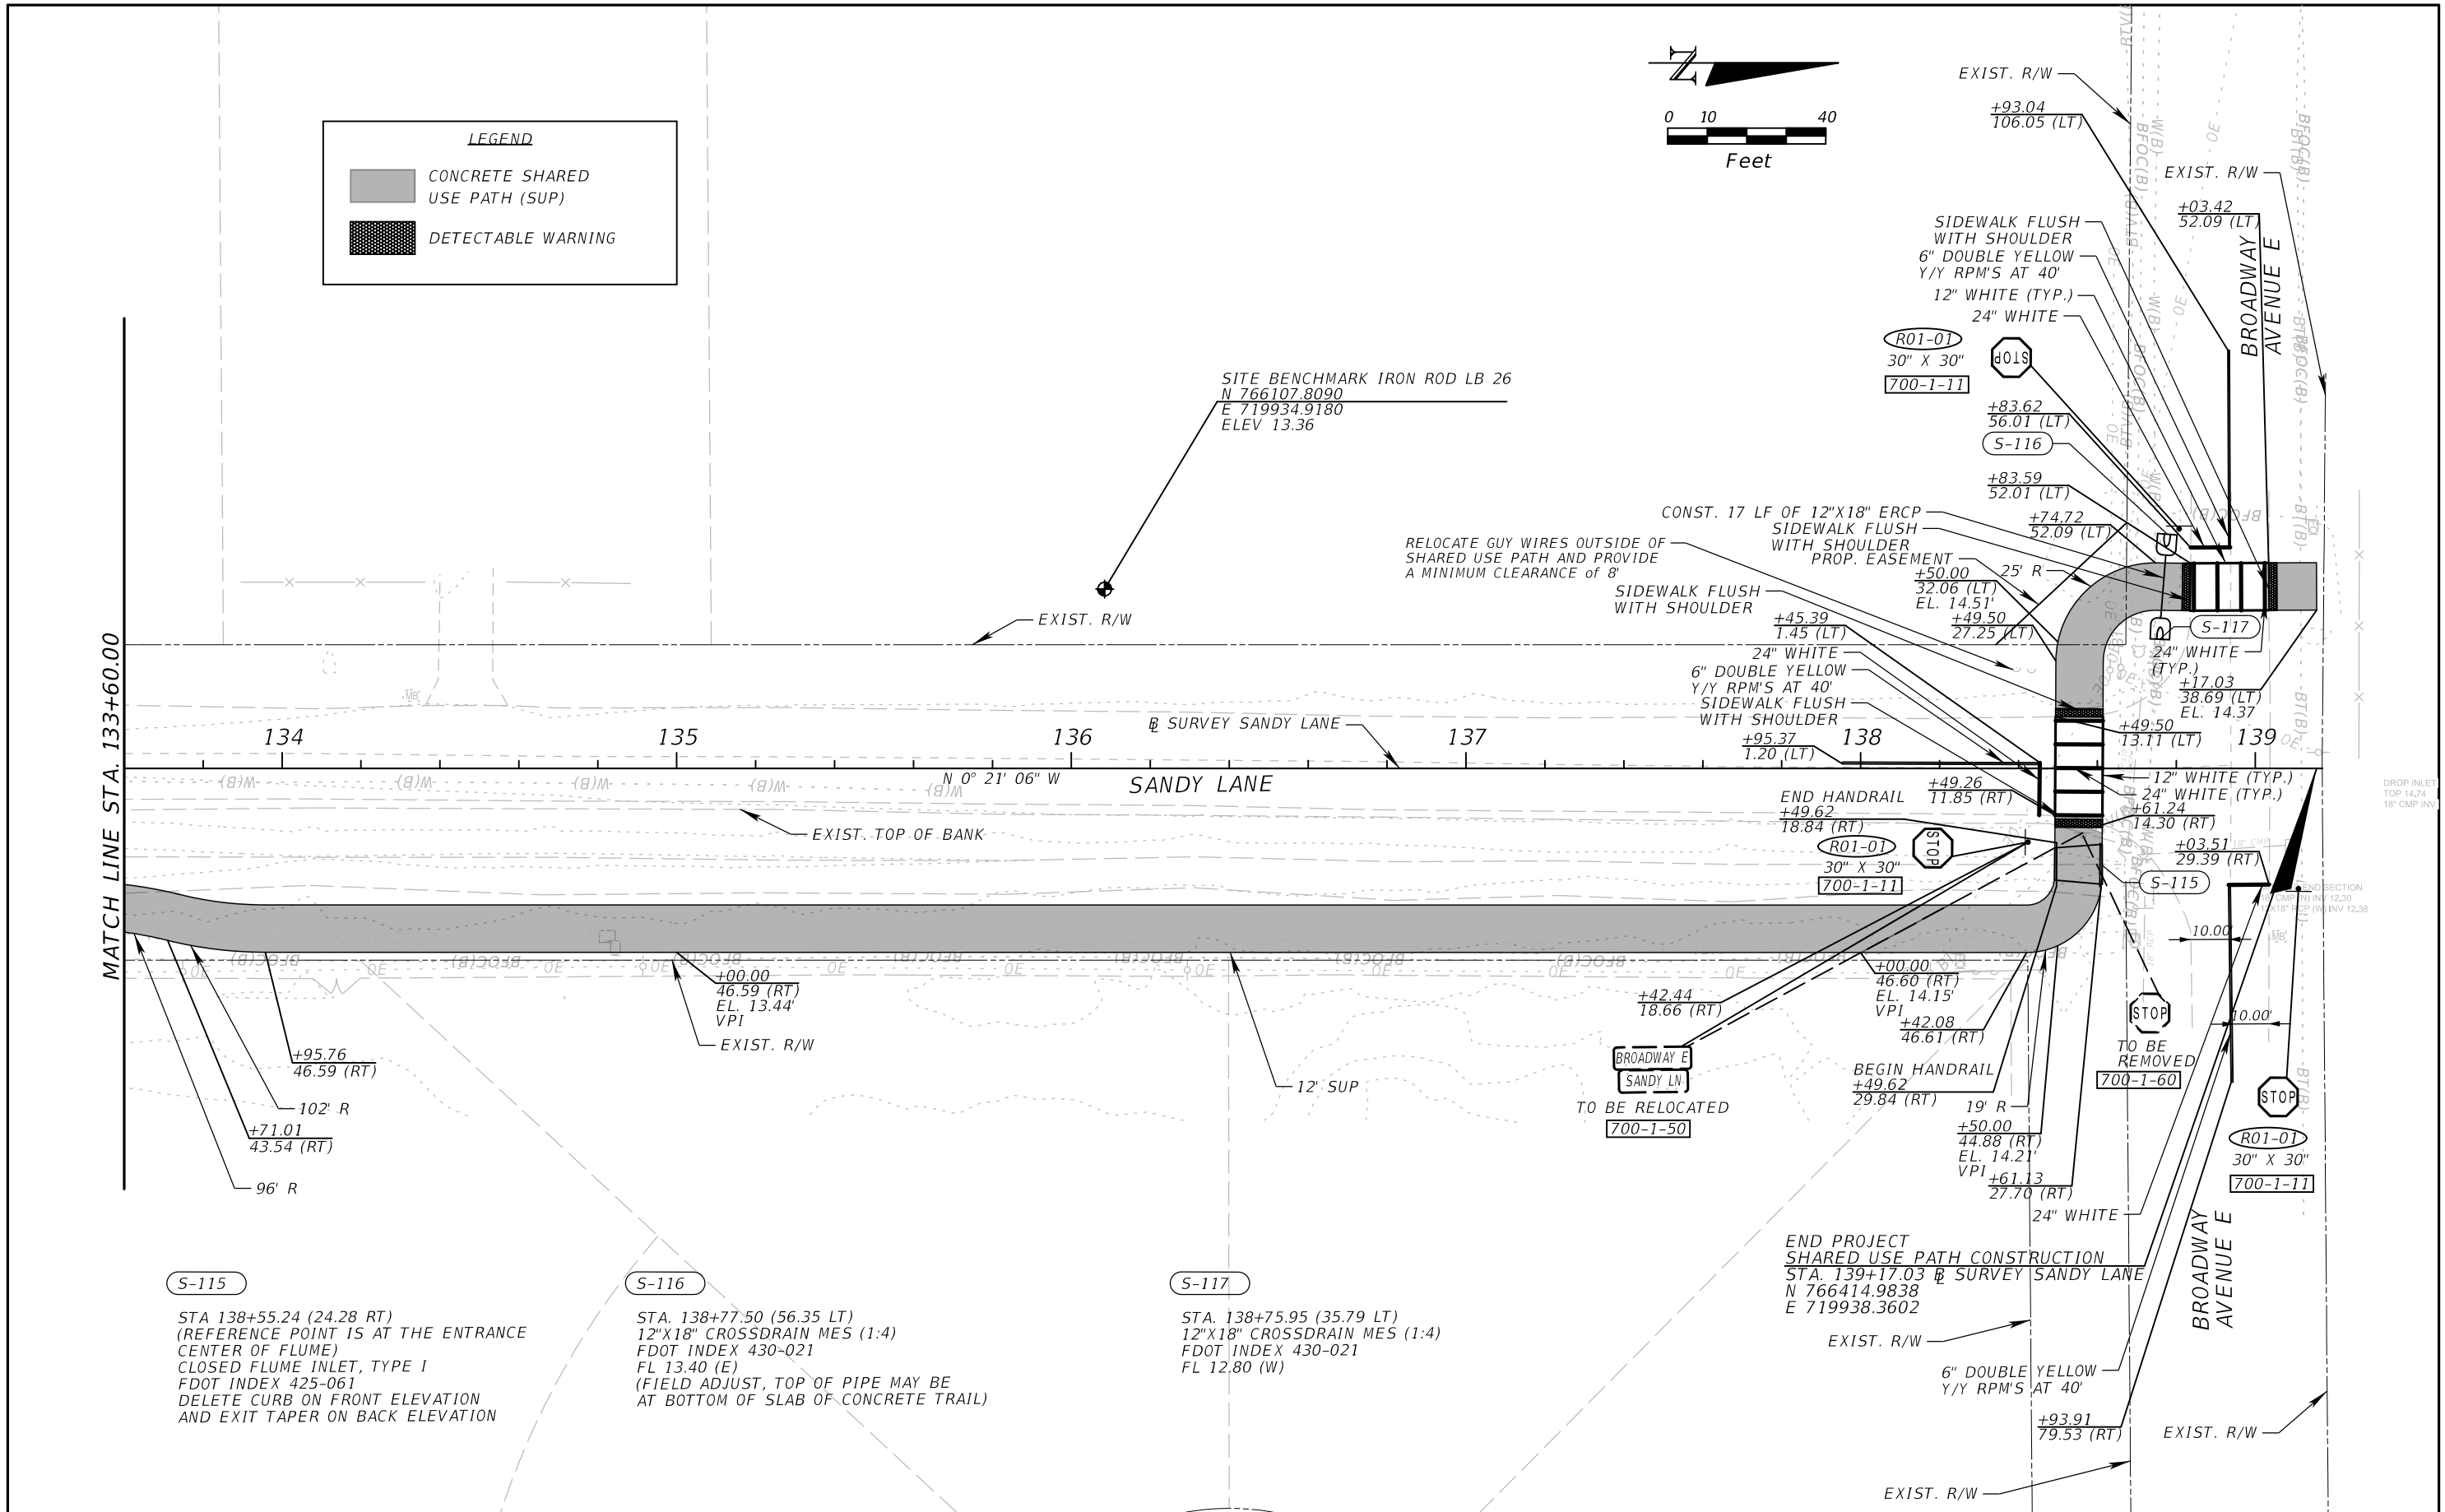 LEGEND
CONCRETE SHARED
USE PATH (SUP)
DETECTABLE WARNING
N
0 10 40
Feet
MATCH LINE STA. 133+60.00
SITE BENCHMARK IRON ROD LB 26
N 766107.8090
E 719934.9180
ELEV 13.36
EXIST. R/W
EXIST. R/W
+93.04
106.05 (LT)
EXIST. R/W
+03.42
52.09 (LT)
SIDEWALK FLUSH
WITH SHOULDER
6" DOUBLE YELLOW
Y/Y RPM'S AT 40'
12" WHITE (TYP.)
24" WHITE
BROADWAY
AVENUE E
R01-01
30" X 30"
700-1-11
STOP
+83.62
56.01 (LT)
S-116
+83.59
52.01 (LT)
CONST. 17 LF OF 12"X18" ERCP
SIDEWALK FLUSH
WITH SHOULDER
+74.72
52.09 (LT)
RELOCATE GUY WIRES OUTSIDE OF
SHARED USE PATH AND PROVIDE
A MINIMUM CLEARANCE of 8'
PROP. EASEMENT
25' R
+50.00
32.06 (LT)
EL. 14.51'
SIDEWALK FLUSH
WITH SHOULDER
+49.50
27.25 (LT)
+45.39
1.45 (LT)
24" WHITE
6" DOUBLE YELLOW
Y/Y RPM'S AT 40'
SIDEWALK FLUSH
WITH SHOULDER
+95.37
1.20 (LT)
S-117
24" WHITE
(TYP.)
+17.03
38.69 (LT)
EL. 14.37
+49.50
13.11 (LT)
134
135
136
137
138
139
BL SURVEY SANDY LANE
N 0° 21' 06" W
SANDY LANE
EXIST. TOP OF BANK
12" WHITE (TYP.)
24" WHITE (TYP.)
+61.24
14.30 (RT)
+49.26
11.85 (RT)
END HANDRAIL
+49.62
18.84 (RT)
R01-01
30" X 30"
700-1-11
STOP
+03.51
29.39 (RT)
S-115
DROP INLET
TOP 14.74
18" CMP INV
10.00'
10.00'
+95.76
46.59 (RT)
102' R
+71.01
43.54 (RT)
96' R
+00.00
46.59 (RT)
EL. 13.44'
VPI
EXIST. R/W
12' SUP
+42.44
18.66 (RT)
BROADWAY E
SANDY LN
TO BE RELOCATED
700-1-50
+00.00
46.60 (RT)
EL. 14.15'
VPI
+42.08
46.61 (RT)
BEGIN HANDRAIL
+49.62
29.84 (RT)
19' R
+50.00
44.88 (RT)
EL. 14.21'
VPI
+61.13
27.70 (RT)
STOP
TO BE
REMOVED
700-1-60
STOP
R01-01
30" X 30"
700-1-11
24" WHITE
END PROJECT
SHARED USE PATH CONSTRUCTION
STA. 139+17.03 BL SURVEY SANDY LANE
N 766414.9838
E 719938.3602
EXIST. R/W
BROADWAY
AVENUE E
6" DOUBLE YELLOW
Y/Y RPM'S AT 40'
+93.91
79.53 (RT)
EXIST. R/W
EXIST. R/W
S-115
STA 138+55.24 (24.28 RT)
(REFERENCE POINT IS AT THE ENTRANCE
CENTER OF FLUME)
CLOSED FLUME INLET, TYPE I
FDOT INDEX 425-061
DELETE CURB ON FRONT ELEVATION
AND EXIT TAPER ON BACK ELEVATION
S-116
STA. 138+77.50 (56.35 LT)
12"X18" CROSSDRAIN MES (1:4)
FDOT INDEX 430-021
FL 13.40 (E)
(FIELD ADJUST, TOP OF PIPE MAY BE
AT BOTTOM OF SLAB OF CONCRETE TRAIL)
S-117
STA. 138+75.95 (35.79 LT)
12"X18" CROSSDRAIN MES (1:4)
FDOT INDEX 430-021
FL 12.80 (W)